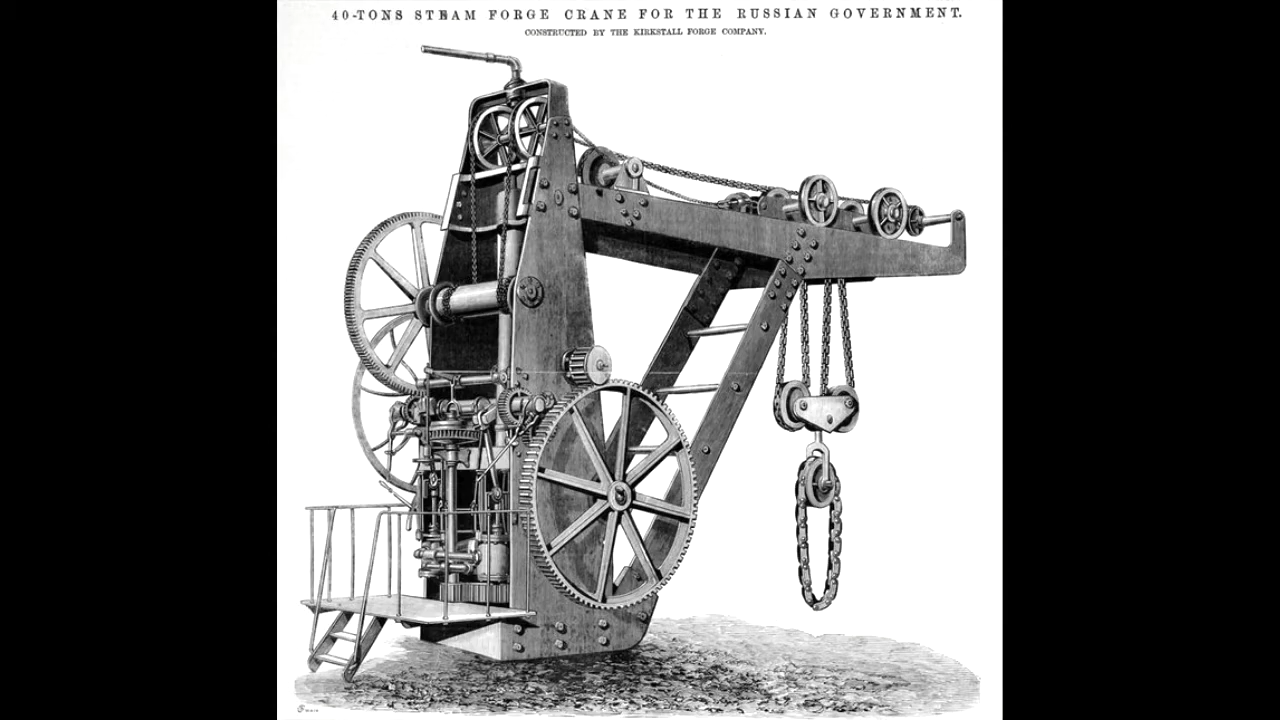 40-TONS STEAM FORGE CRANE FOR THE RUSSIAN GOVERNMENT.
CONSTRUCTED BY THE KIRKSTALL FORGE COMPANY.